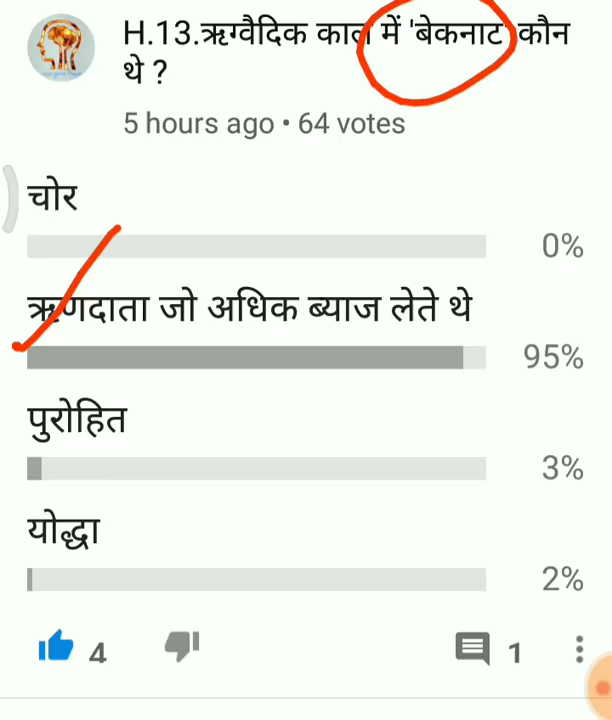 H.13.ऋग्वैदिक काल में 'बेकनाट' कौन
थे ?
5 hours ago • 64 votes
चोर
0%
ऋणदाता जो अधिक ब्याज लेते थे
95%
पुरोहित
3%
योद्धा
2%
4
1